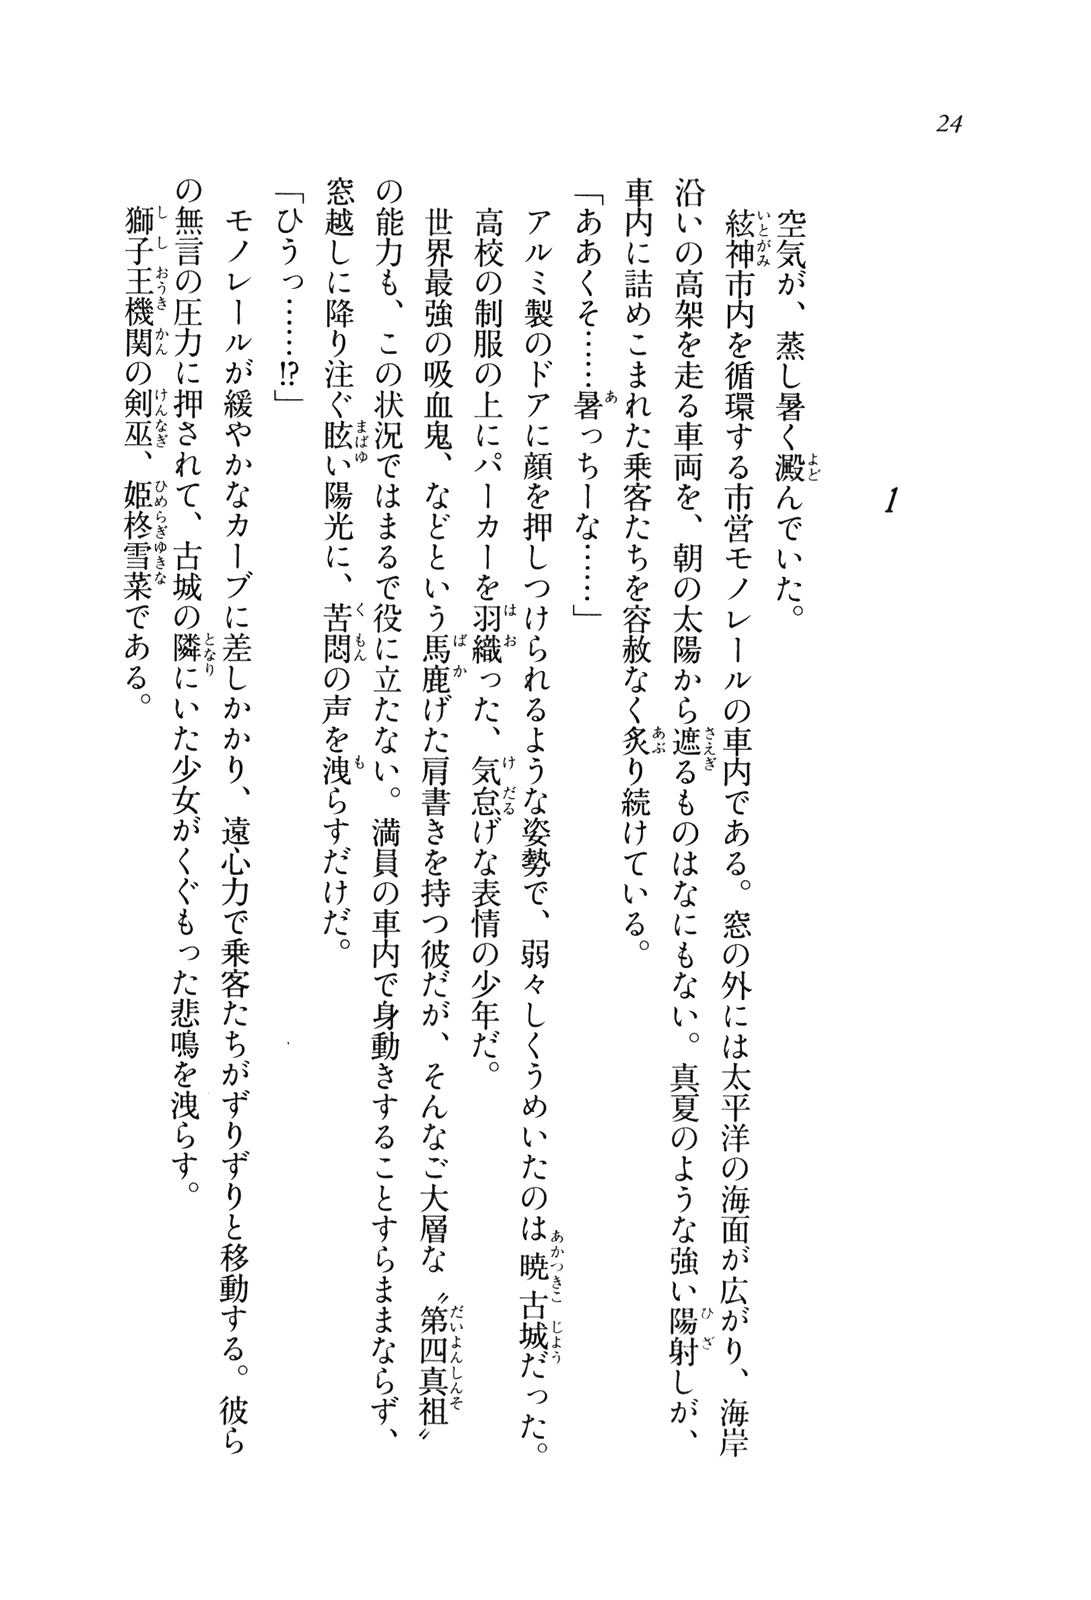 24
1
空気が、蒸し暑く澱んでいた。
絃神市内を循環する市営モノレールの車内である。窓の外には太平洋の海面が広がり、海岸
沿いの高架を走る車両を、朝の太陽から遮るものはなにもない。真夏のような強い陽射しが、
車内に詰めこまれた乗客たちを容赦なく炙り続けている。
「ああくそ……暑っちーな……」
アルミ製のドアに顔を押しつけられるような姿勢で、弱々しくうめいたのは暁古城だった。
高校の制服の上にパーカーを羽織った、気怠げな表情の少年だ。
世界最強の吸血鬼、などという馬鹿げた肩書きを持つ彼だが、そんなご大層な〝第四真祖〟
の能力も、この状況ではまるで役に立たない。満員の車内で身動きすることすらままならず、
窓越しに降り注ぐ眩い陽光に、苦悶の声を洩らすだけだ。
「ひうっ……⁉」
モノレールが緩やかなカーブに差しかかり、遠心力で乗客たちがずりずりと移動する。彼ら
の無言の圧力に押されて、古城の隣にいた少女がくぐもった悲鳴を洩らす。
獅子王機関の剣巫、姫柊雪菜である。